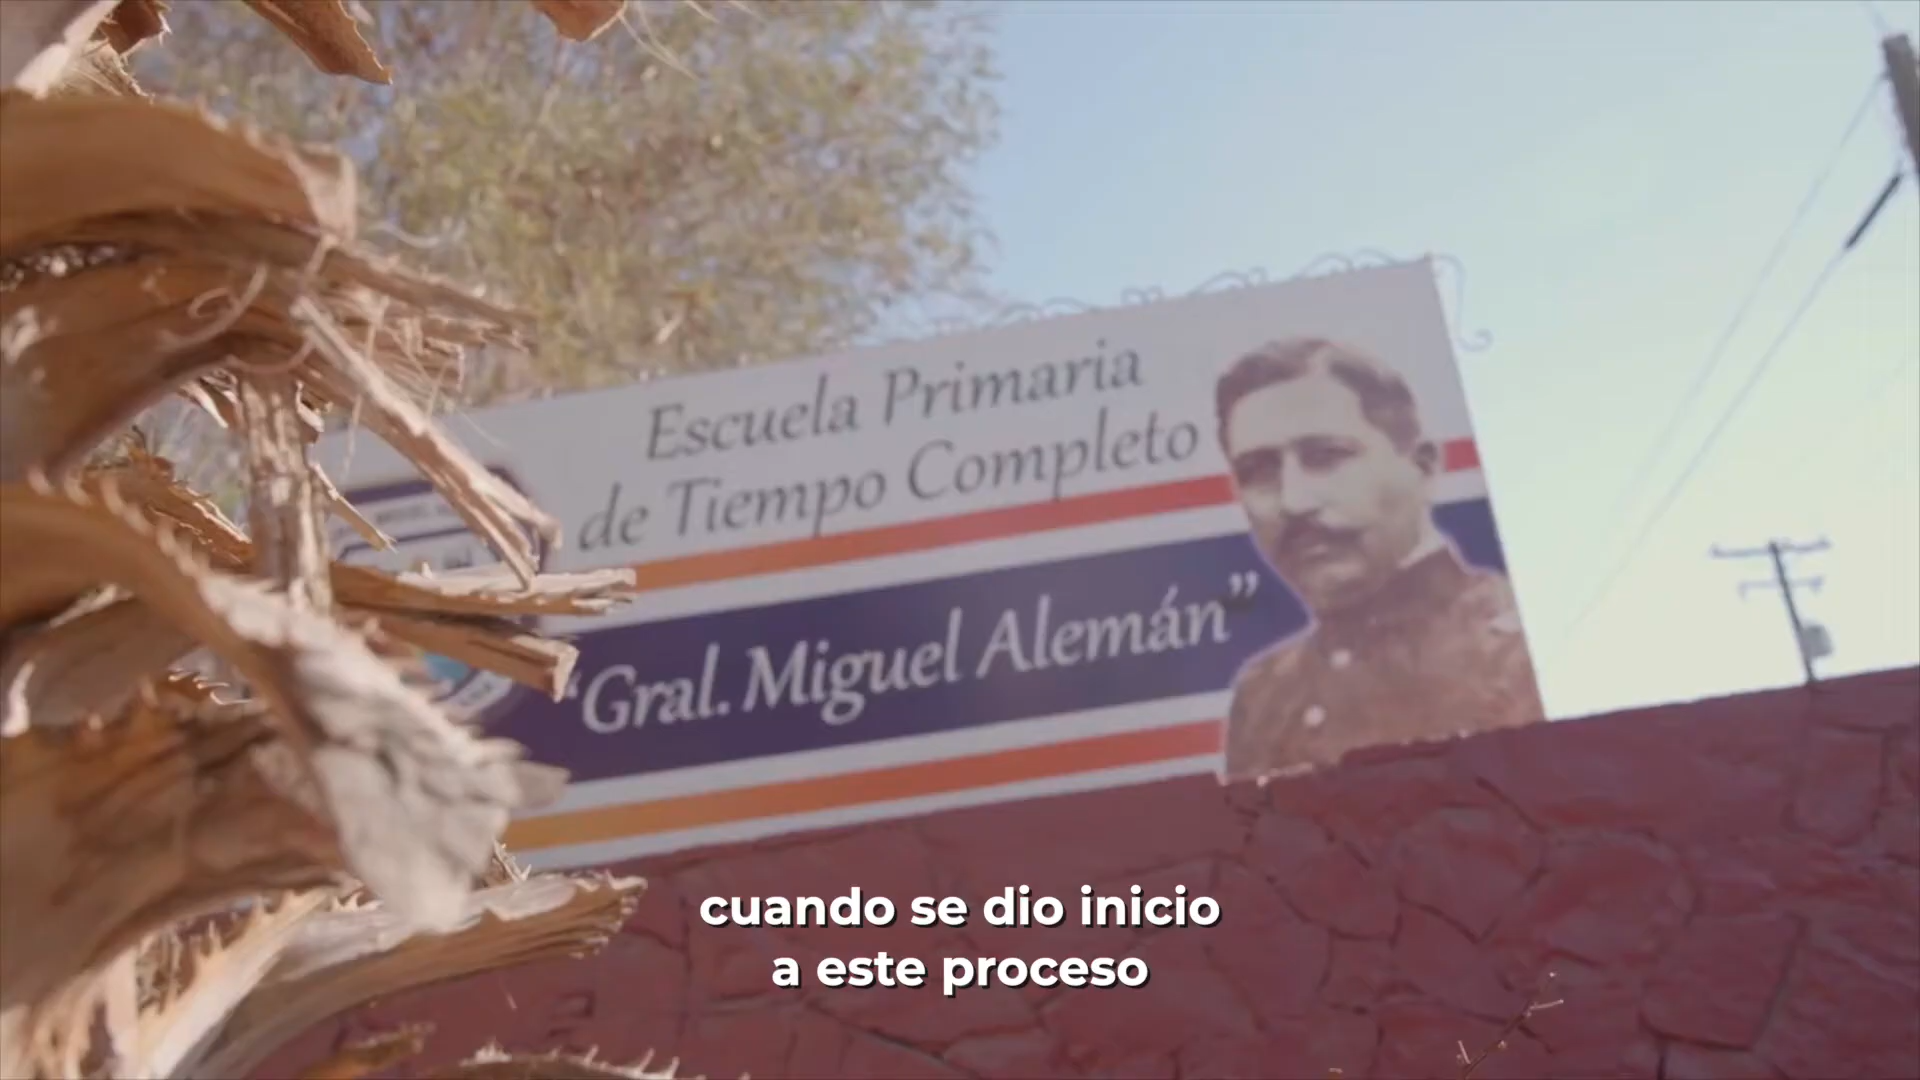 Escuela Primaria
de Tiempo Completo
"Gral. Miguel Alemán"
cuando se dio inicio
a este proceso